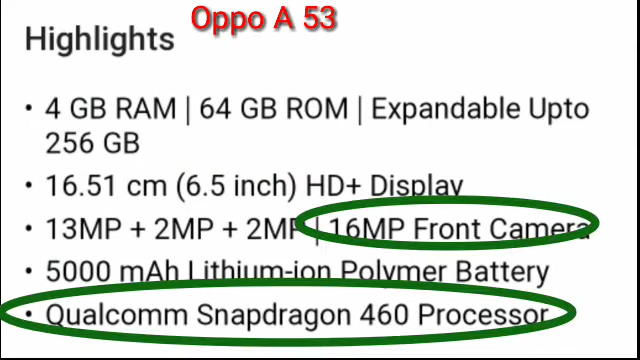 Oppo A 53
Highlights
• 4 GB RAM | 64 GB ROM | Expandable Upto
256 GB
• 16.51 cm (6.5 inch) HD+ Display
• 13MP + 2MP + 2MP | 16MP Front Camera
• 5000 mAh Lithium-ion Polymer Battery
• Qualcomm Snapdragon 460 Processor